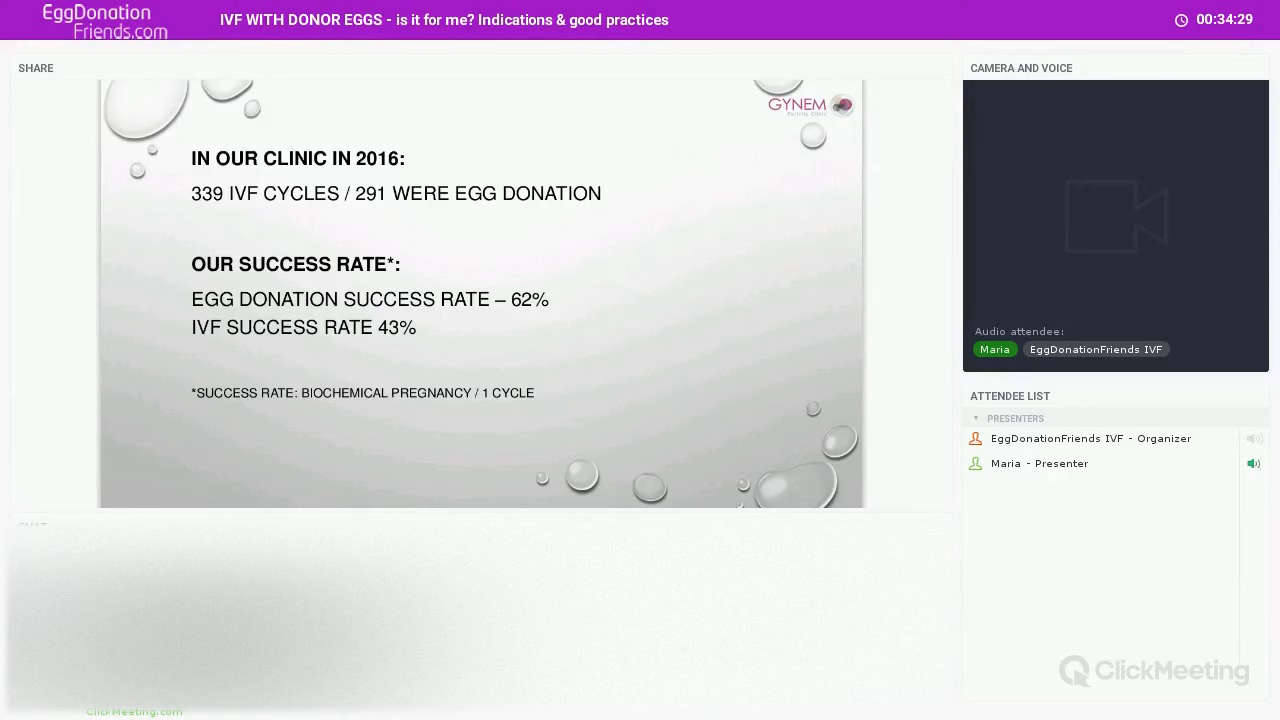 EggDonation
Friends.com
IVF WITH DONOR EGGS - is it for me? Indications & good practices
00:34:29
SHARE
GYNEM
Fertility Clinic
IN OUR CLINIC IN 2016:
339 IVF CYCLES / 291 WERE EGG DONATION
OUR SUCCESS RATE*:
EGG DONATION SUCCESS RATE – 62%
IVF SUCCESS RATE 43%
*SUCCESS RATE: BIOCHEMICAL PREGNANCY / 1 CYCLE
CAMERA AND VOICE
Audio attendee:
Maria
EggDonationFriends IVF
ATTENDEE LIST
PRESENTERS
EggDonationFriends IVF - Organizer
Maria - Presenter
CHAT
ClickMeeting
ClickMeeting.com